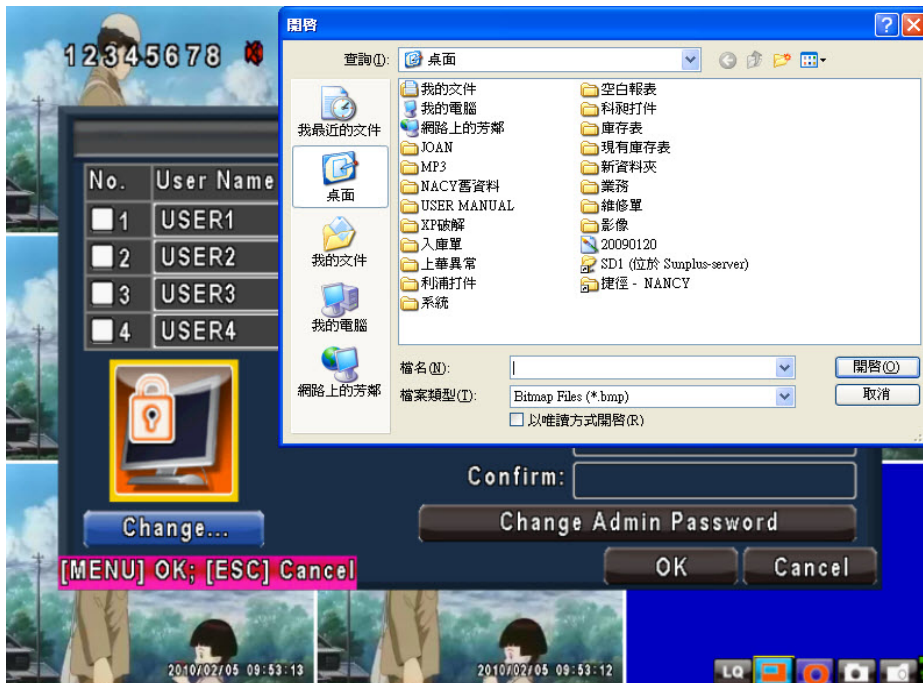 12345678
開啓
查詢(I):
桌面
我最近的文件
桌面
我的文件
我的電腦
網路上的芳鄰
我的文件
我的電腦
網路上的芳鄰
JOAN
MP3
NACY舊資料
USER MANUAL
XP破解
入庫單
上華異常
利浦打件
系統
空白報表
科昶打件
庫存表
現有庫存表
新資料夾
業務
維修單
影像
20090120
SD1 (位於 Sunplus-server)
捷徑 - NANCY
檔名(N):
開啓(O)
檔案類型(T):
Bitmap Files (*.bmp)
取消
以唯讀方式開啓(R)
No. User Name
1 USER1
2 USER2
3 USER3
4 USER4
Confirm:
Change...
Change Admin Password
OK
Cancel
[MENU] OK; [ESC] Cancel
2010/02/05 09:53:13
2010/02/05 09:53:12
LQ